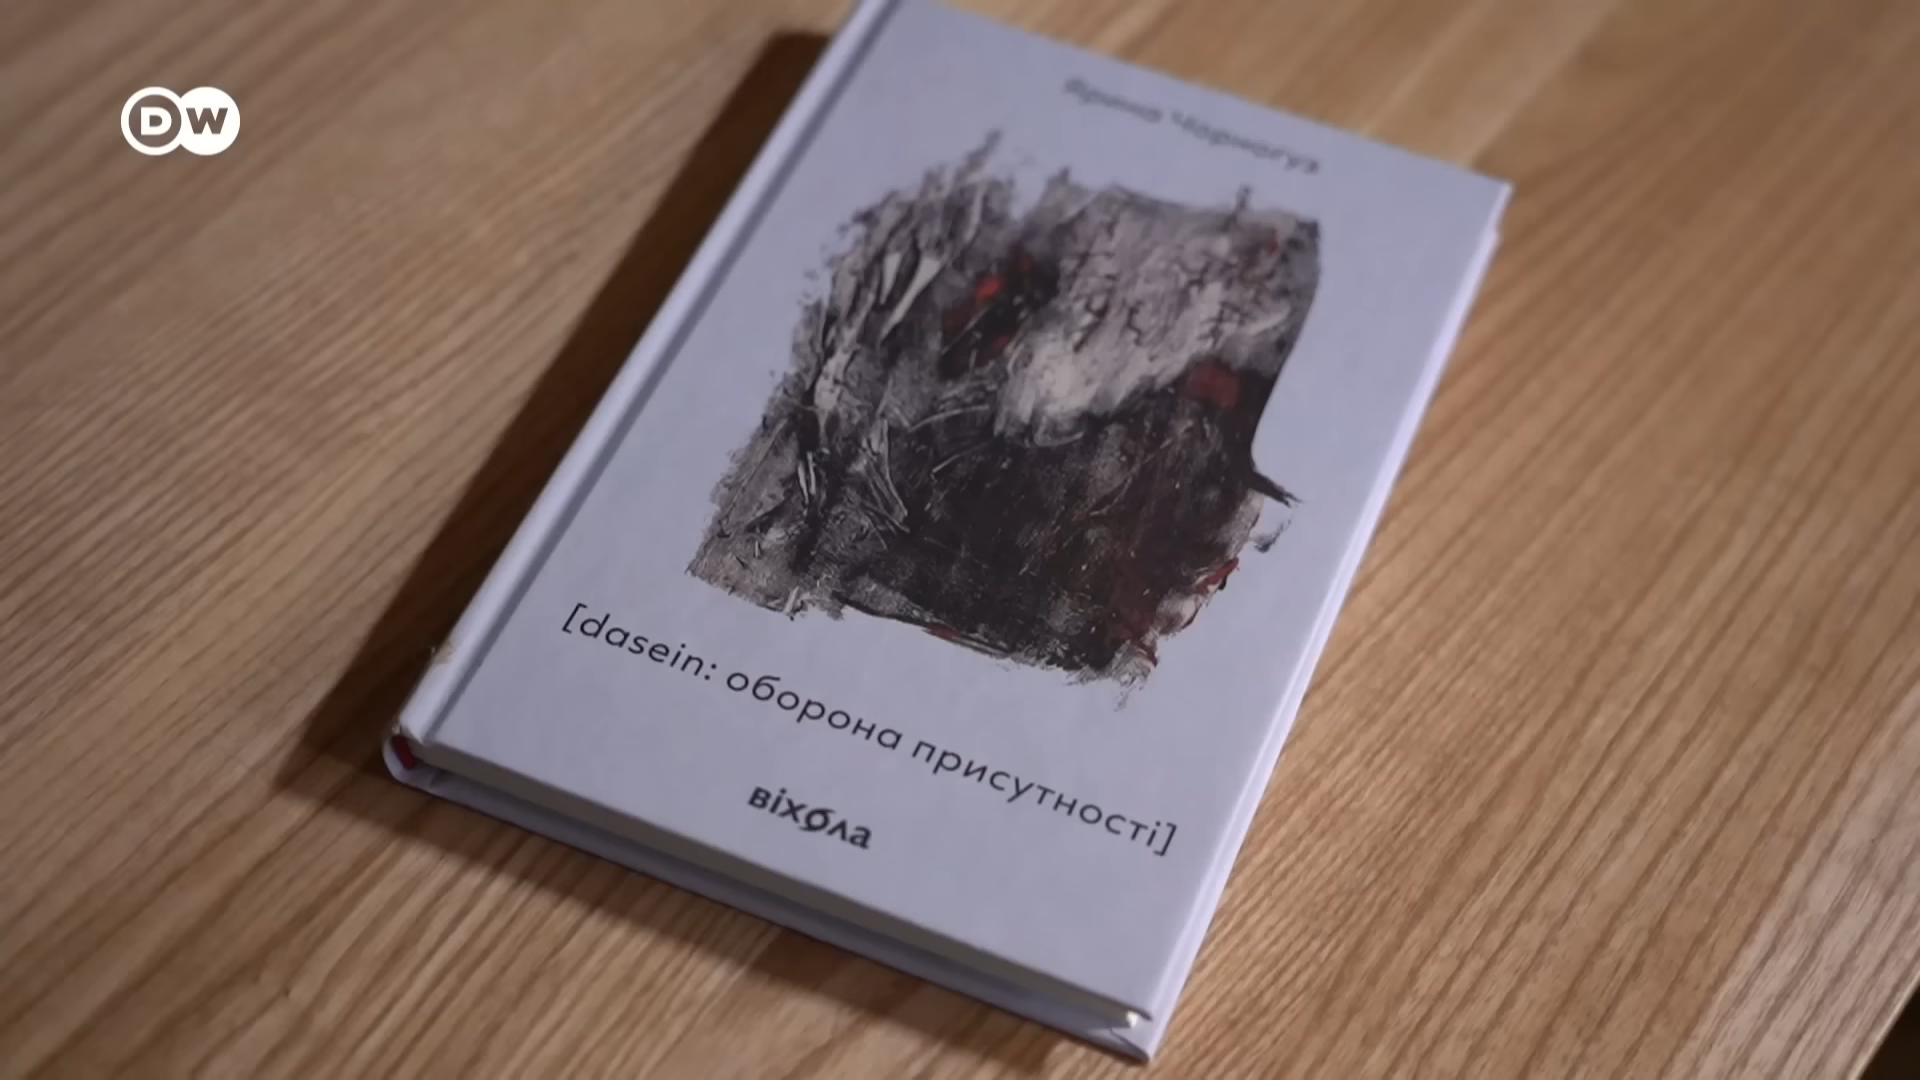 DW
Ярина Чорногуз
[dasein: оборона присутності]
віхола